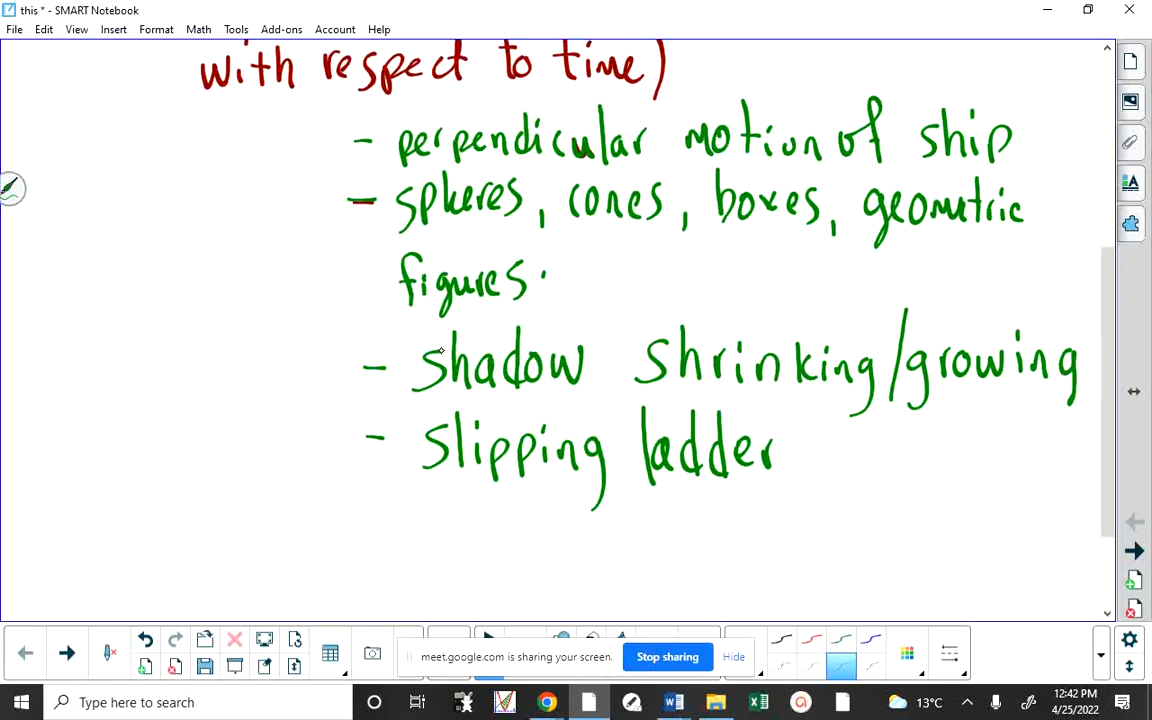 this * - SMART Notebook
File Edit View Insert Format Math Tools Add-ons Account Help
with respect to time)
- perpendicular motion of ship
- spheres, cones, boxes, geometric
figures.
- shadow shrinking/growing
- slipping ladder
meet.google.com is sharing your screen. Stop sharing Hide
Type here to search
13°C
12:42 PM
4/25/2022